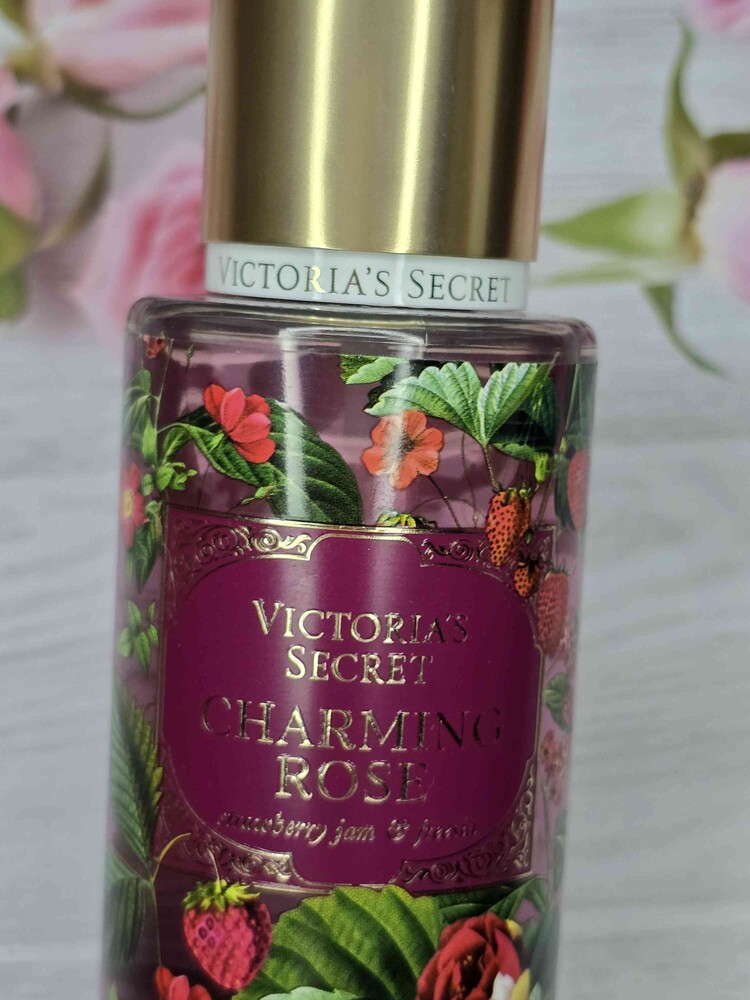 VICTORIA'S SECRET
VICTORIA'S
SECRET
CHARMING
ROSE
strawberry jam & freesia